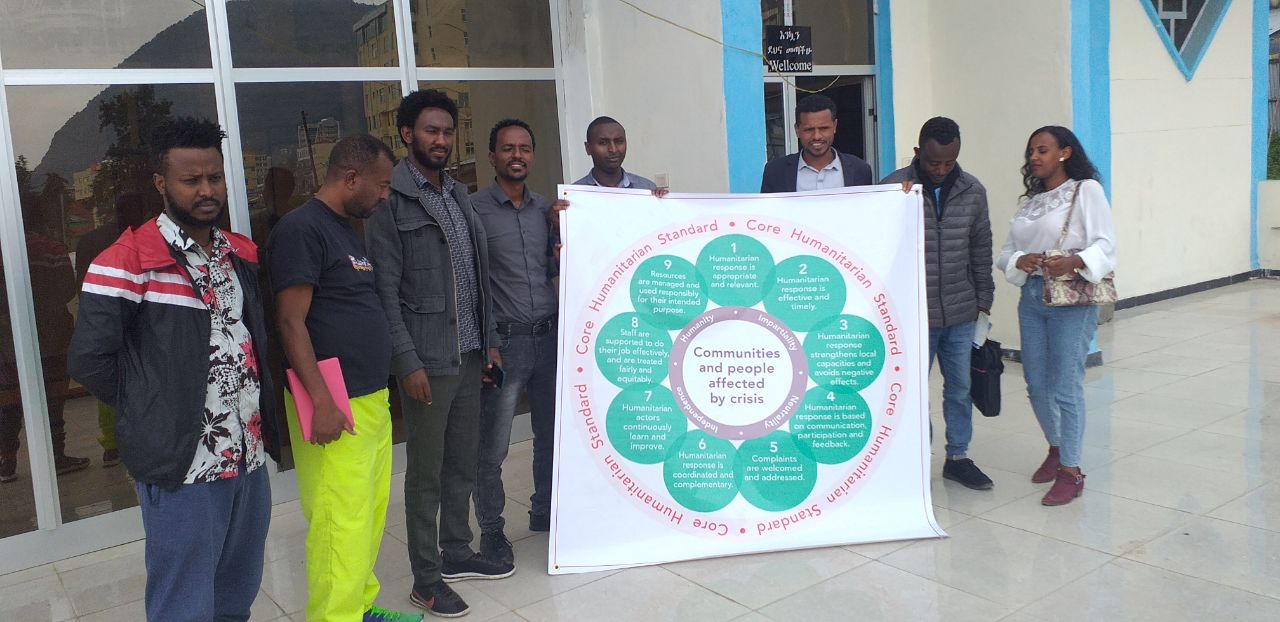 እንኳን
ደህና መጣችሁ
Wellcome
Core Humanitarian Standard • Core Humanitarian Standard • Core Humanitarian Standard • Core Humanitarian Standard •
1
Humanitarian
response is
appropriate
and relevant.
2
Humanitarian
response is
effective and
timely.
3
Humanitarian
response
strengthens local
capacities and
avoids negative
effects.
4
Humanitarian
response is based
on communication,
participation and
feedback.
5
Complaints
are welcomed
and addressed.
6
Humanitarian
response is
coordinated and
complementary.
7
Humanitarian
actors
continuously
learn and
improve.
8
Staff are
supported to do
their job effectively,
and are treated
fairly and
equitably.
9
Resources
are managed and
used responsibly
for their intended
purpose.
Humanity • Impartiality • Neutrality • Independence •
Communities
and people
affected
by crisis